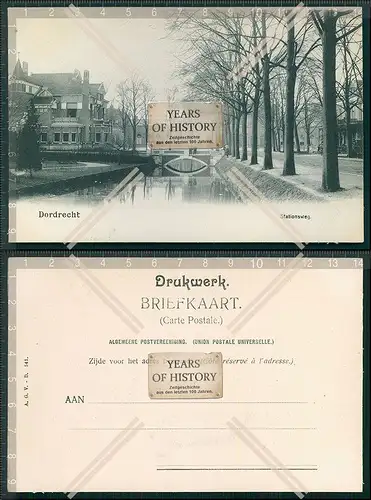 YEARS
OF HISTORY
Zeitgeschichte
aus den letzten 100 Jahren.
Dordrecht
Stationsweg.
Drukwerk.
BRIEFKAART.
(Carte Postale.)
ALGEMEENE POSTVEREENIGING. (UNION POSTALE UNIVERSELLE.)
Zijde voor het adres réservé à l'adresse.)
YEARS
OF HISTORY
Zeitgeschichte
aus den letzten 100 Jahren.
AAN
A. G. V. - D. 141.